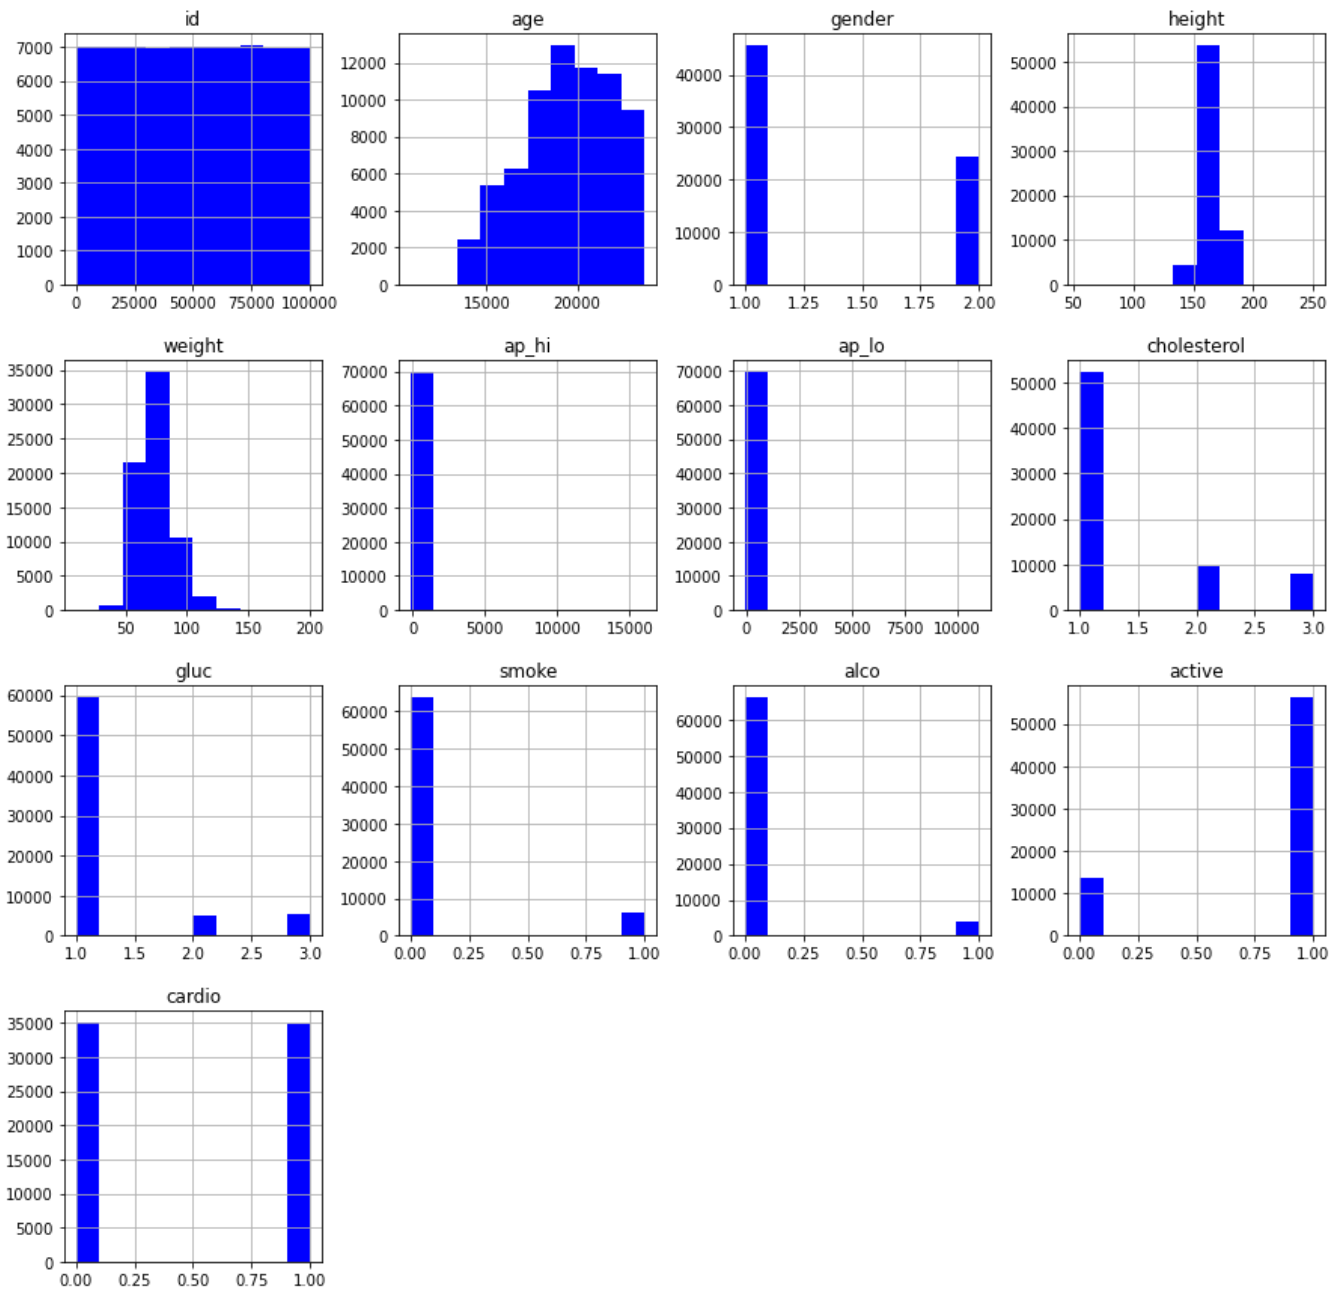 id age gender height
7000 6000 5000 4000 3000 2000 1000 0
0 25000 50000 75000 100000
12000 10000 8000 6000 4000 2000 0
15000 20000
40000 30000 20000 10000 0
1.00 1.25 1.50 1.75 2.00
50000 40000 30000 20000 10000 0
50 100 150 200 250
weight ap_hi ap_lo cholesterol
35000 30000 25000 20000 15000 10000 5000 0
50 100 150 200
70000 60000 50000 40000 30000 20000 10000 0
0 5000 10000 15000
70000 60000 50000 40000 30000 20000 10000 0
0 2500 5000 7500 10000
50000 40000 30000 20000 10000 0
1.0 1.5 2.0 2.5 3.0
gluc smoke alco active
60000 50000 40000 30000 20000 10000 0
1.0 1.5 2.0 2.5 3.0
60000 50000 40000 30000 20000 10000 0
0.00 0.25 0.50 0.75 1.00
60000 50000 40000 30000 20000 10000 0
0.00 0.25 0.50 0.75 1.00
50000 40000 30000 20000 10000 0
0.00 0.25 0.50 0.75 1.00
cardio
35000 30000 25000 20000 15000 10000 5000 0
0.00 0.25 0.50 0.75 1.00